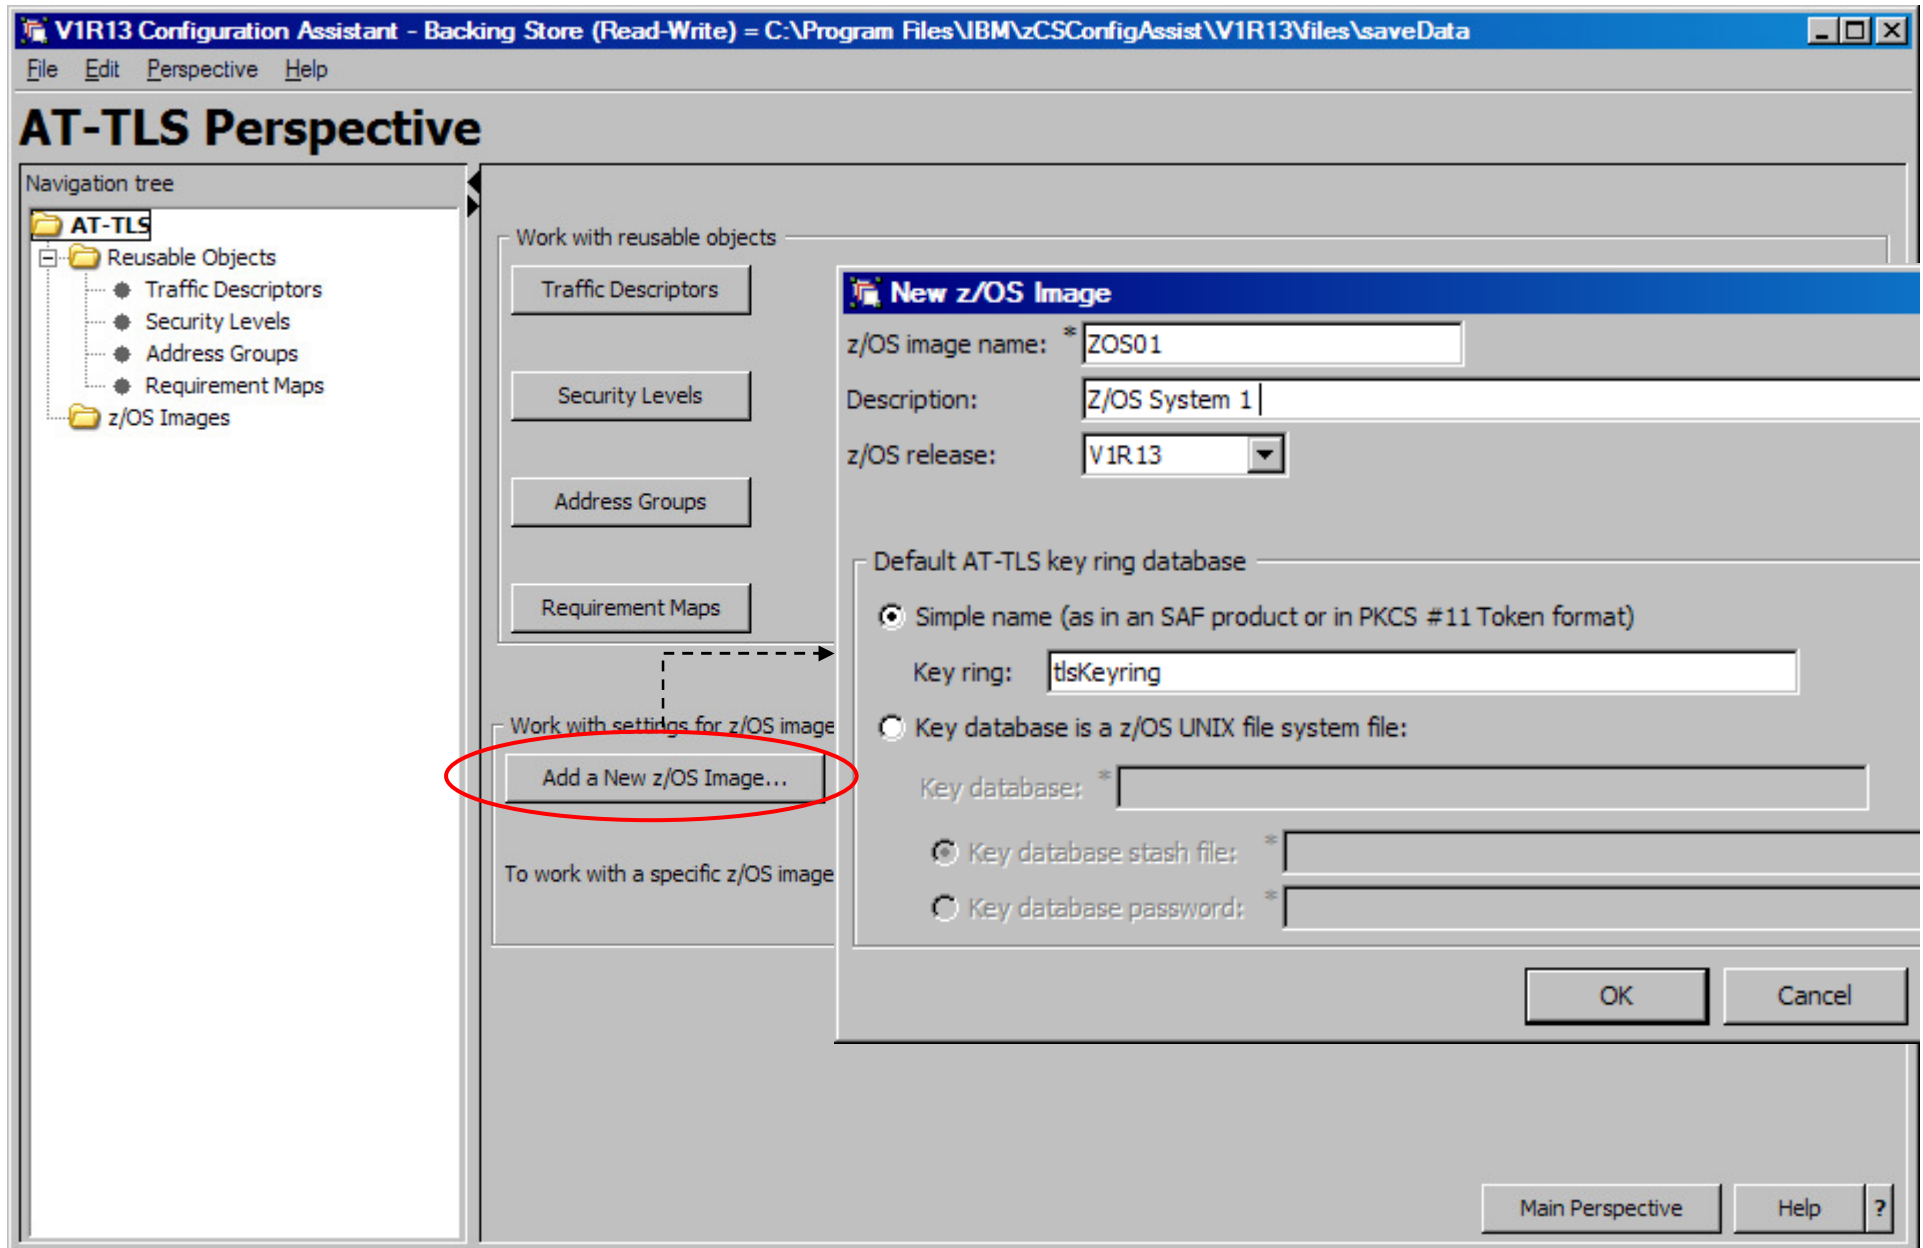 V1R13 Configuration Assistant - Backing Store (Read-Write) = C:\Program Files\IBM\zCSConfigAssist\V1R13\files\saveData
File Edit Perspective Help
AT-TLS Perspective
Navigation tree
AT-TLS
Reusable Objects
Traffic Descriptors
Security Levels
Address Groups
Requirement Maps
z/OS Images
Work with reusable objects
Traffic Descriptors
Security Levels
Address Groups
Requirement Maps
Work with settings for z/OS image
Add a New z/OS Image...
To work with a specific z/OS image
New z/OS Image
z/OS image name: * ZOS01
Description: Z/OS System 1
z/OS release: V1R13
Default AT-TLS key ring database
Simple name (as in an SAF product or in PKCS #11 Token format)
Key ring: tlsKeyring
Key database is a z/OS UNIX file system file:
Key database: *
Key database stash file: *
Key database password: *
OK Cancel
Main Perspective Help ?